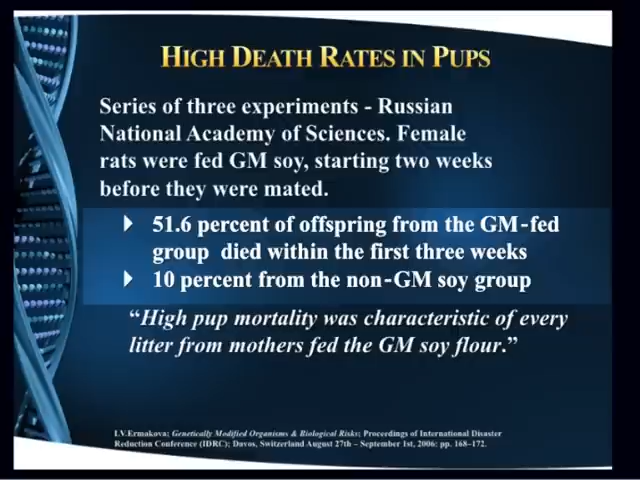 HIGH DEATH RATES IN PUPS
Series of three experiments - Russian
National Academy of Sciences. Female
rats were fed GM soy, starting two weeks
before they were mated.
51.6 percent of offspring from the GM-fed
group died within the first three weeks
10 percent from the non-GM soy group
“High pup mortality was characteristic of every
litter from mothers fed the GM soy flour.”
I.V.Ermakova; Genetically Modified Organisms & Biological Risks; Proceedings of International Disaster
Reduction Conference (IDRC); Davos, Switzerland August 27th – September 1st, 2006: pp. 168–172.